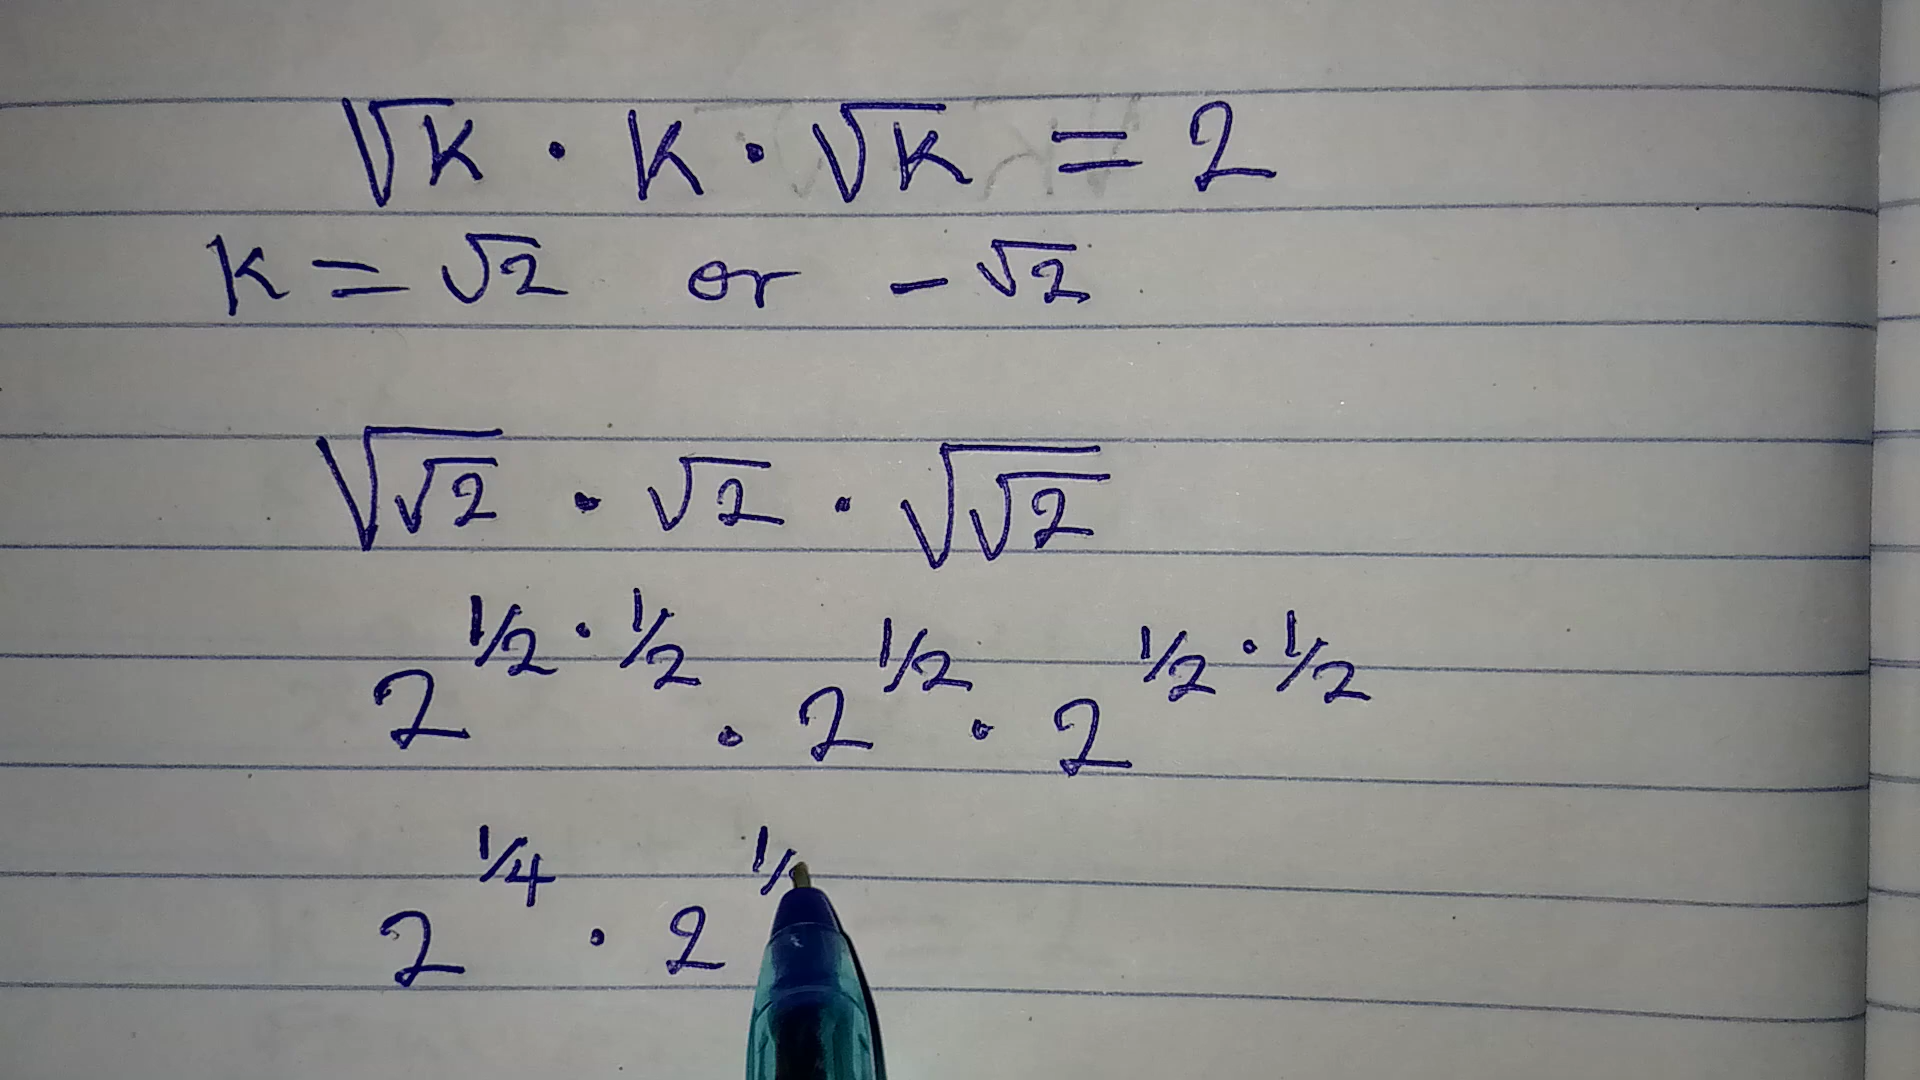 √k · k · √k = 2
k = √2 or -√2
√√2 · √2 · √√2
2^1/2 · 1/2 · 2^1/2 · 2^1/2 · 1/2
2^1/4 · 2^1/